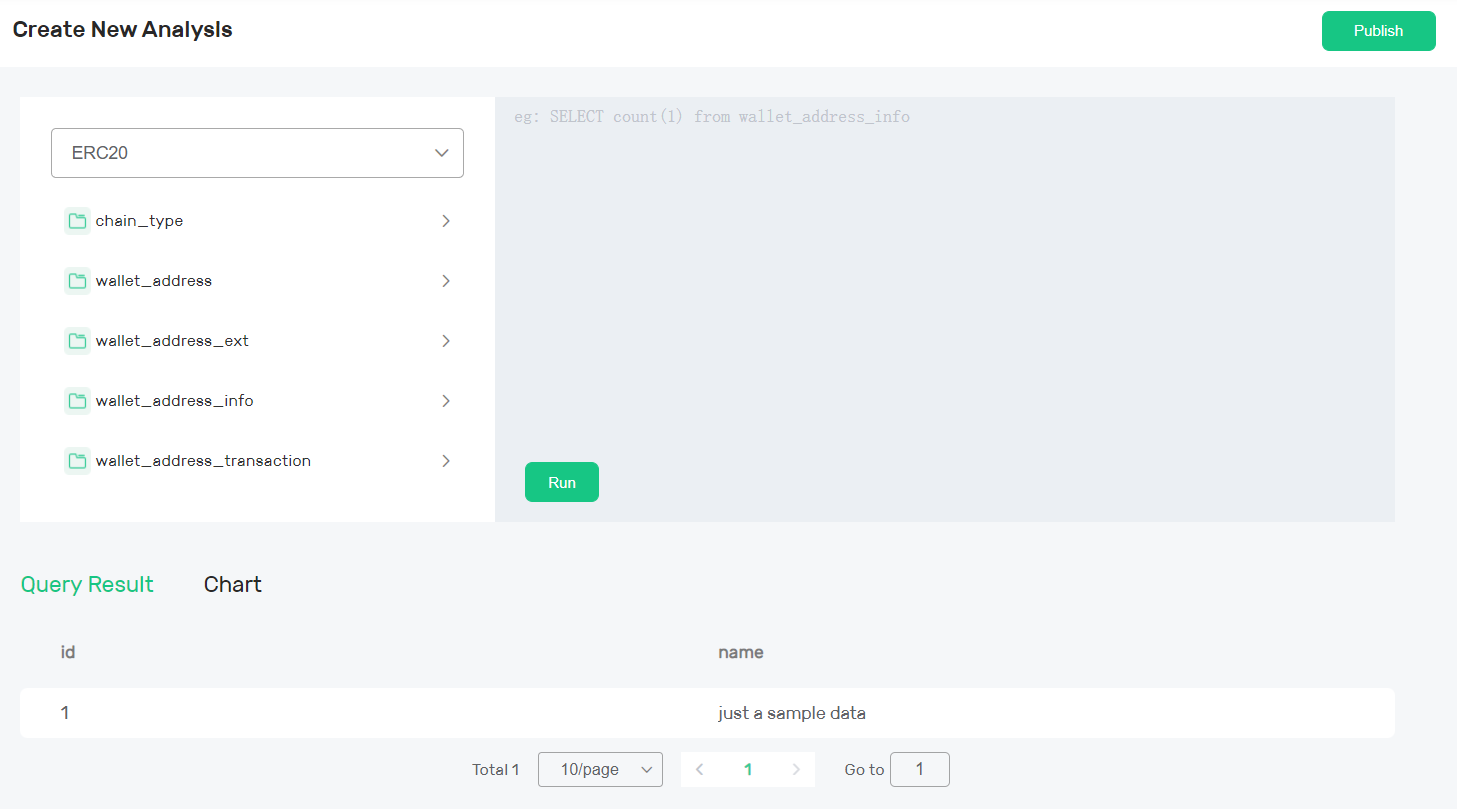 Create New Analysis
Publish
ERC20
eg: SELECT count(1) from wallet_address_info
chain_type
wallet_address
wallet_address_ext
wallet_address_info
wallet_address_transaction
Run
Query Result Chart
id name
1 just a sample data
Total 1 10/page 1 Go to 1